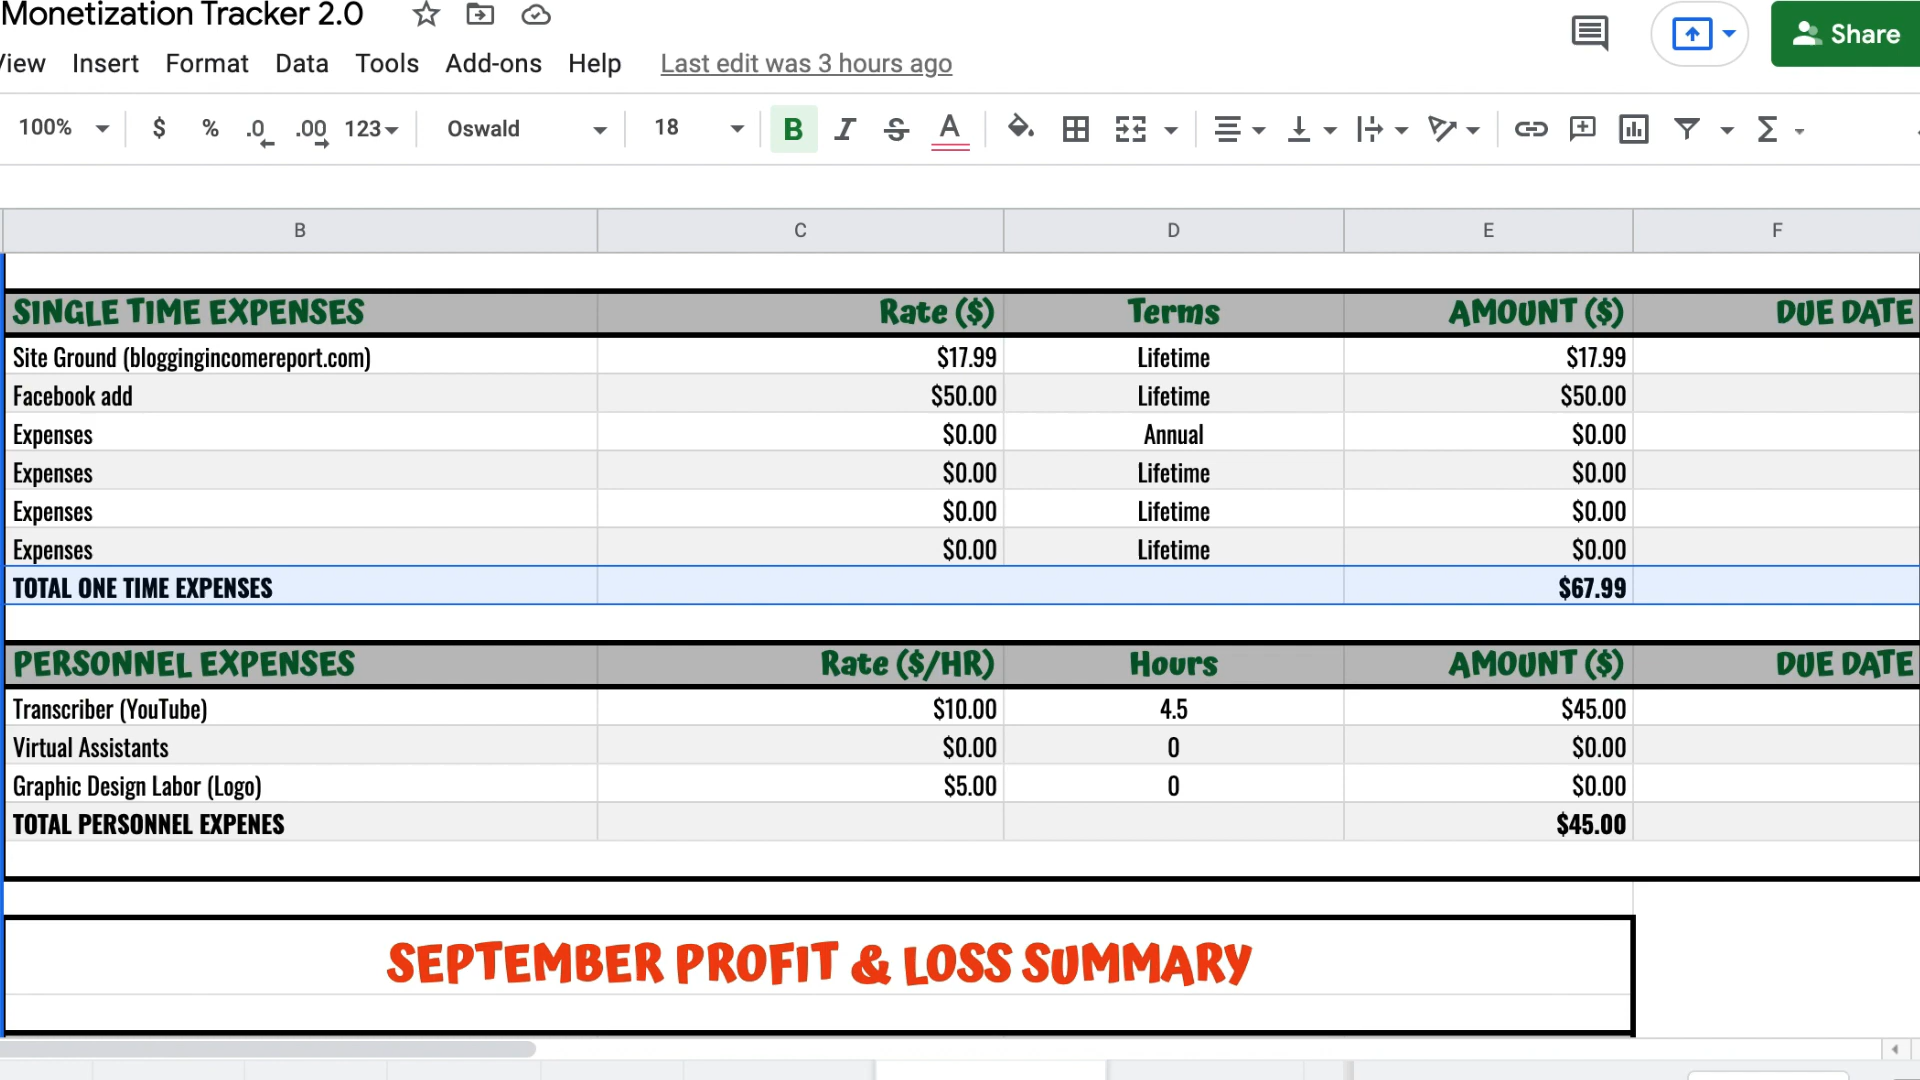 Monetization Tracker 2.0
View Insert Format Data Tools Add-ons Help Last edit was 3 hours ago
Share
100% $ % .0 .00 123 Oswald 18 B I S A
B C D E F
SINGLE TIME EXPENSES Rate ($) Terms AMOUNT ($) DUE DATE
Site Ground (bloggingincomereport.com) $17.99 Lifetime $17.99
Facebook add $50.00 Lifetime $50.00
Expenses $0.00 Annual $0.00
Expenses $0.00 Lifetime $0.00
Expenses $0.00 Lifetime $0.00
Expenses $0.00 Lifetime $0.00
TOTAL ONE TIME EXPENSES $67.99
PERSONNEL EXPENSES Rate ($/HR) Hours AMOUNT ($) DUE DATE
Transcriber (YouTube) $10.00 4.5 $45.00
Virtual Assistants $0.00 0 $0.00
Graphic Design Labor (Logo) $5.00 0 $0.00
TOTAL PERSONNEL EXPENES $45.00
SEPTEMBER PROFIT & LOSS SUMMARY